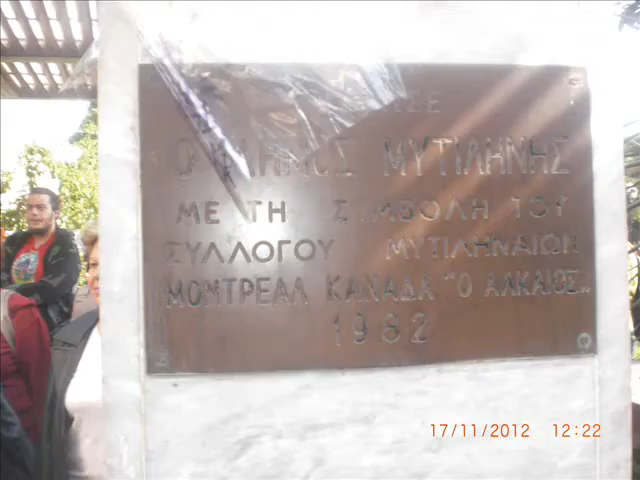 Ο ΔΗΜΟΣ ΜΥΤΙΛΗΝΗΣ
ΜΕ ΤΗ ΣΥΜΒΟΛΗ ΤΟΥ
ΣΥΛΛΟΓΟΥ ΜΥΤΙΛΗΝΑΙΩΝ
ΜΟΝΤΡΕΑΛ ΚΑΝΑΔΑ "Ο ΑΛΚΑΙΟΣ"
1982
17/11/2012 12:22